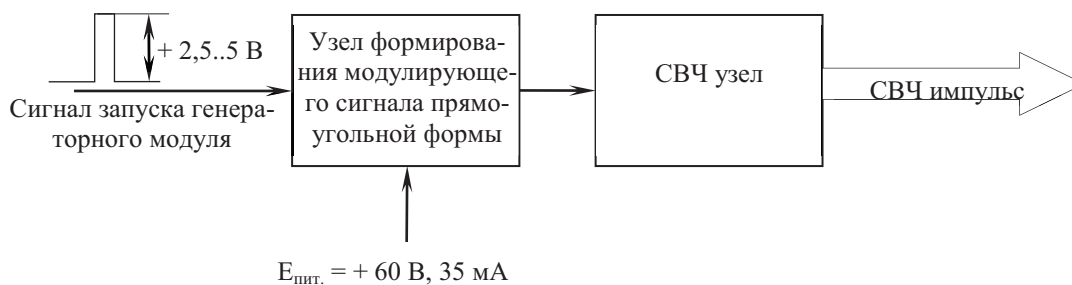 + 2,5..5 В
Сигнал запуска генера-
торного модуля
Узел формирова-
ния модулирующе-
го сигнала прямо-
угольной формы
СВЧ узел
СВЧ импульс
Eпит. = + 60 В, 35 мА